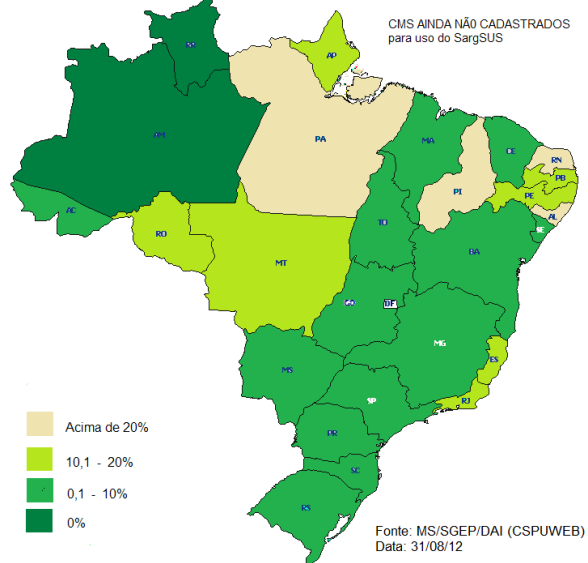 CMS AINDA NÃO CADASTRADOS
para uso do SargSUS
RR
AP
AM
PA
MA
CE
RN
PB
PI
PE
AL
SE
AC
RO
TO
BA
MT
GO
DF
MG
ES
MS
SP
RJ
PR
SC
RS
Acima de 20%
10,1 - 20%
0,1 - 10%
0%
Fonte: MS/SGEP/DAI (CSPUWEB)
Data: 31/08/12